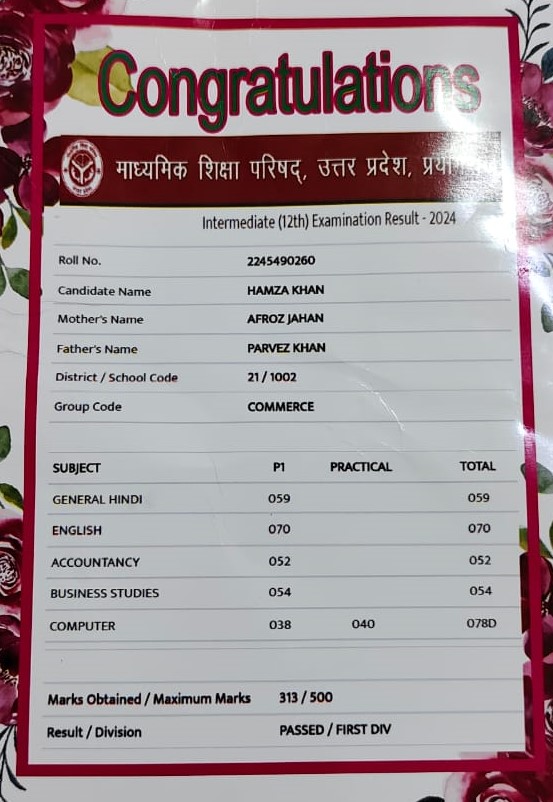 Congratulations
माध्यमिक शिक्षा परिषद्, उत्तर प्रदेश,
Intermediate (12th) Examination Result - 2024
Roll No. 2245490260
Candidate Name HAMZA KHAN
Mother's Name AFROZ JAHAN
Father's Name PARVEZ KHAN
District / School Code 21 / 1002
Group Code COMMERCE
SUBJECT P1 PRACTICAL TOTAL
GENERAL HINDI 059 059
ENGLISH 070 070
ACCOUNTANCY 052 052
BUSINESS STUDIES 054 054
COMPUTER 038 040 078D
Marks Obtained / Maximum Marks 313 / 500
Result / Division PASSED / FIRST DIV